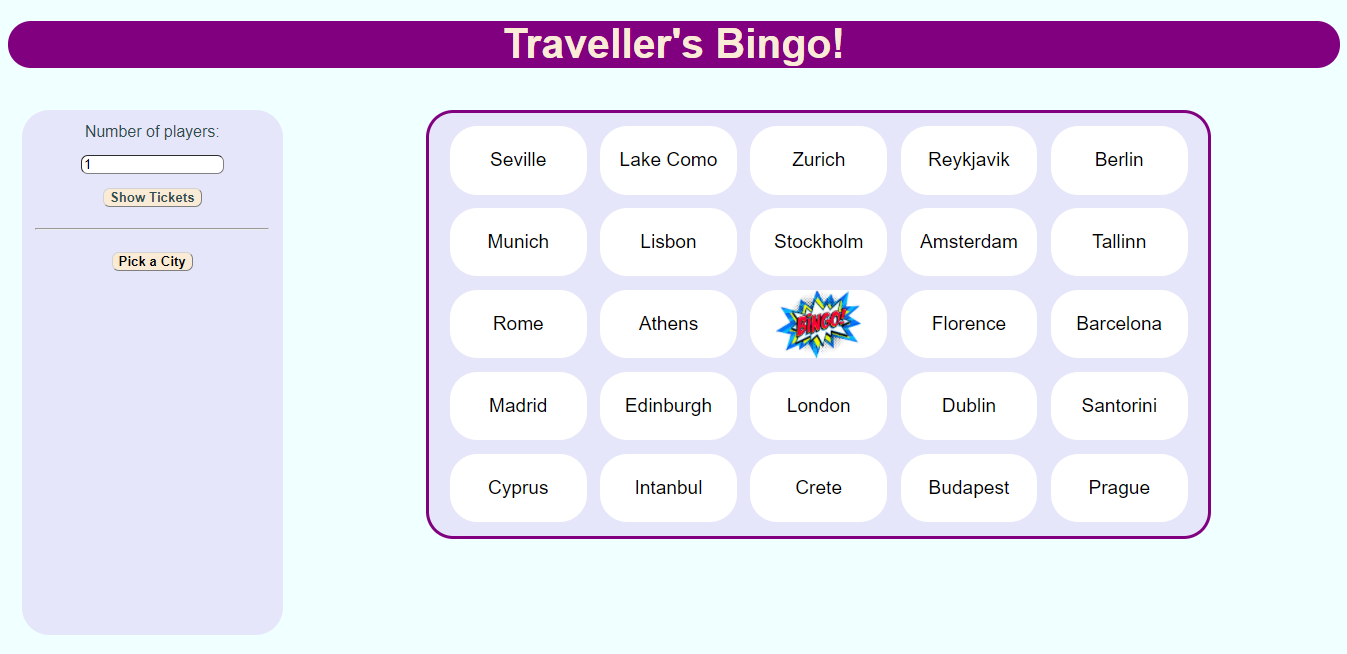 Traveller's Bingo!
Number of players:
1
Show Tickets
Pick a City
Seville Lake Como Zurich Reykjavik Berlin
Munich Lisbon Stockholm Amsterdam Tallinn
Rome Athens BINGO! Florence Barcelona
Madrid Edinburgh London Dublin Santorini
Cyprus Intanbul Crete Budapest Prague